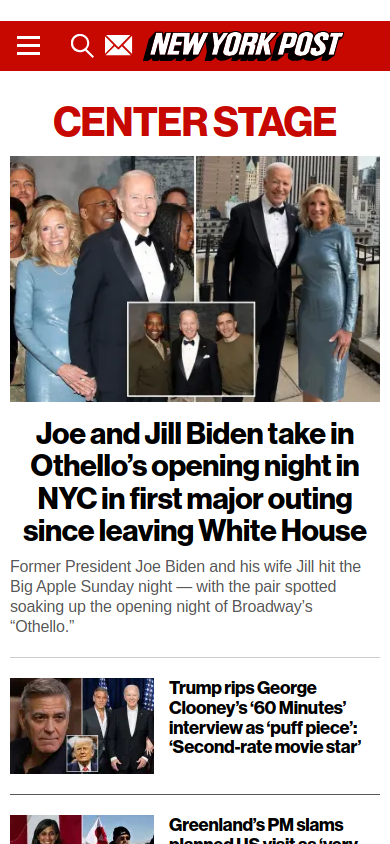 NEW YORK POST
CENTER STAGE
Joe and Jill Biden take in
Othello’s opening night in
NYC in first major outing
since leaving White House
Former President Joe Biden and his wife Jill hit the
Big Apple Sunday night — with the pair spotted
soaking up the opening night of Broadway’s
“Othello.”
Trump rips George
Clooney’s ‘60 Minutes’
interview as ‘puff piece’:
‘Second-rate movie star’
Greenland’s PM slams
planned US visit as ‘very